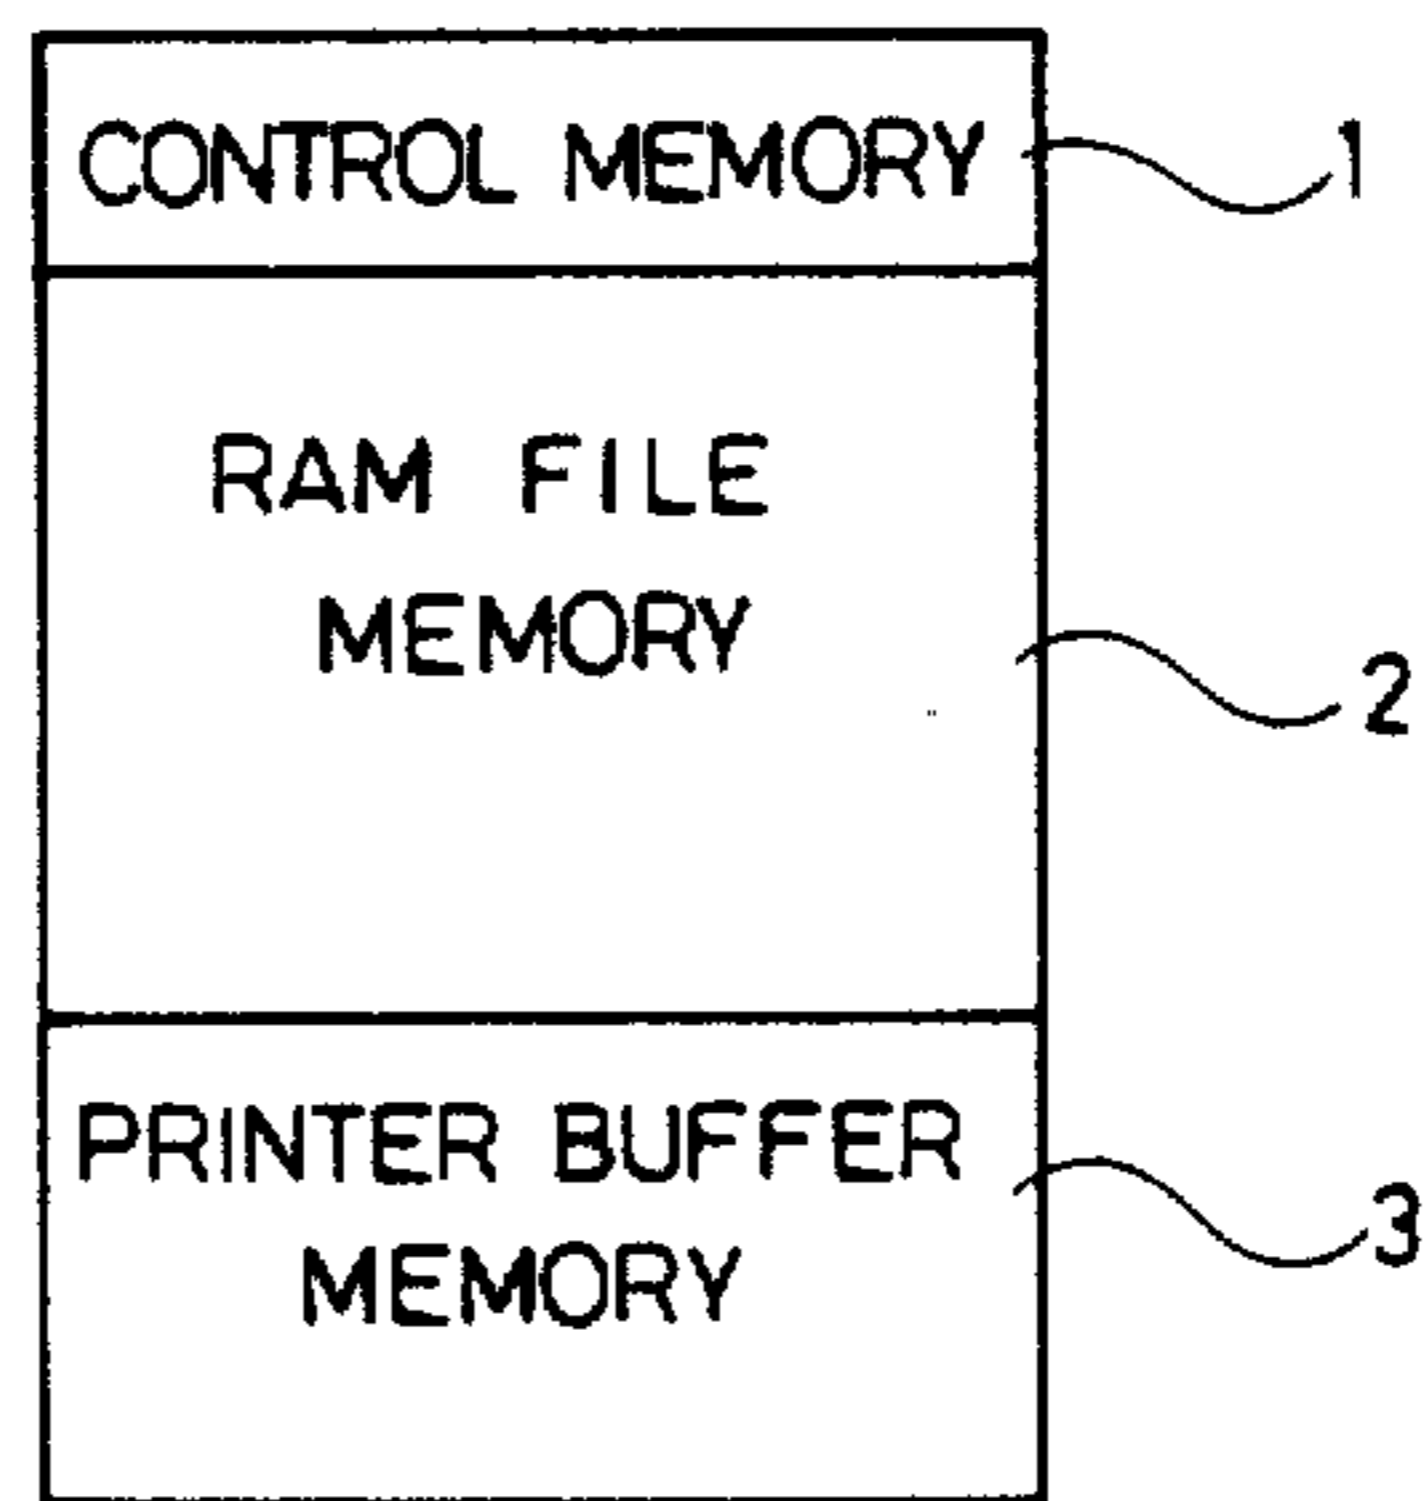 CONTROL MEMORY 1
RAM FILE
MEMORY
2
PRINTER BUFFER
MEMORY
3